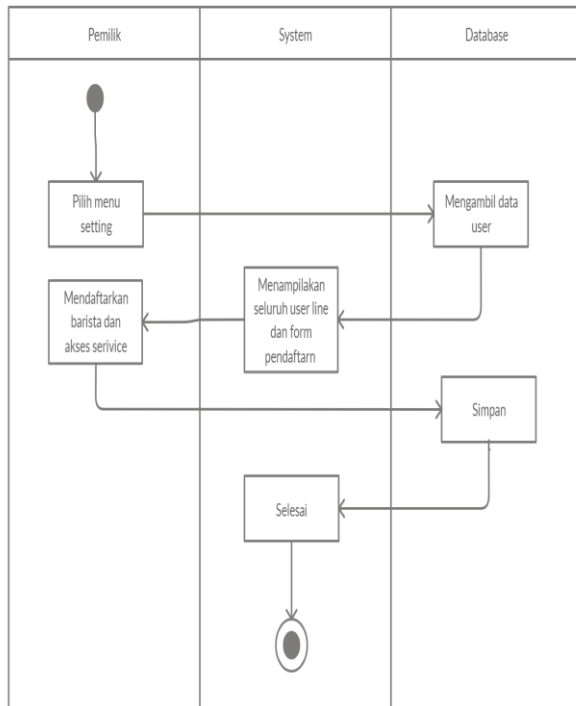 Pemilik
System
Database
Pilih menu
setting
Mengambil data
user
Menampilakan
seluruh user line
dan form
pendaftarn
Mendaftarkan
barista dan
akses serivice
Simpan
Selesai